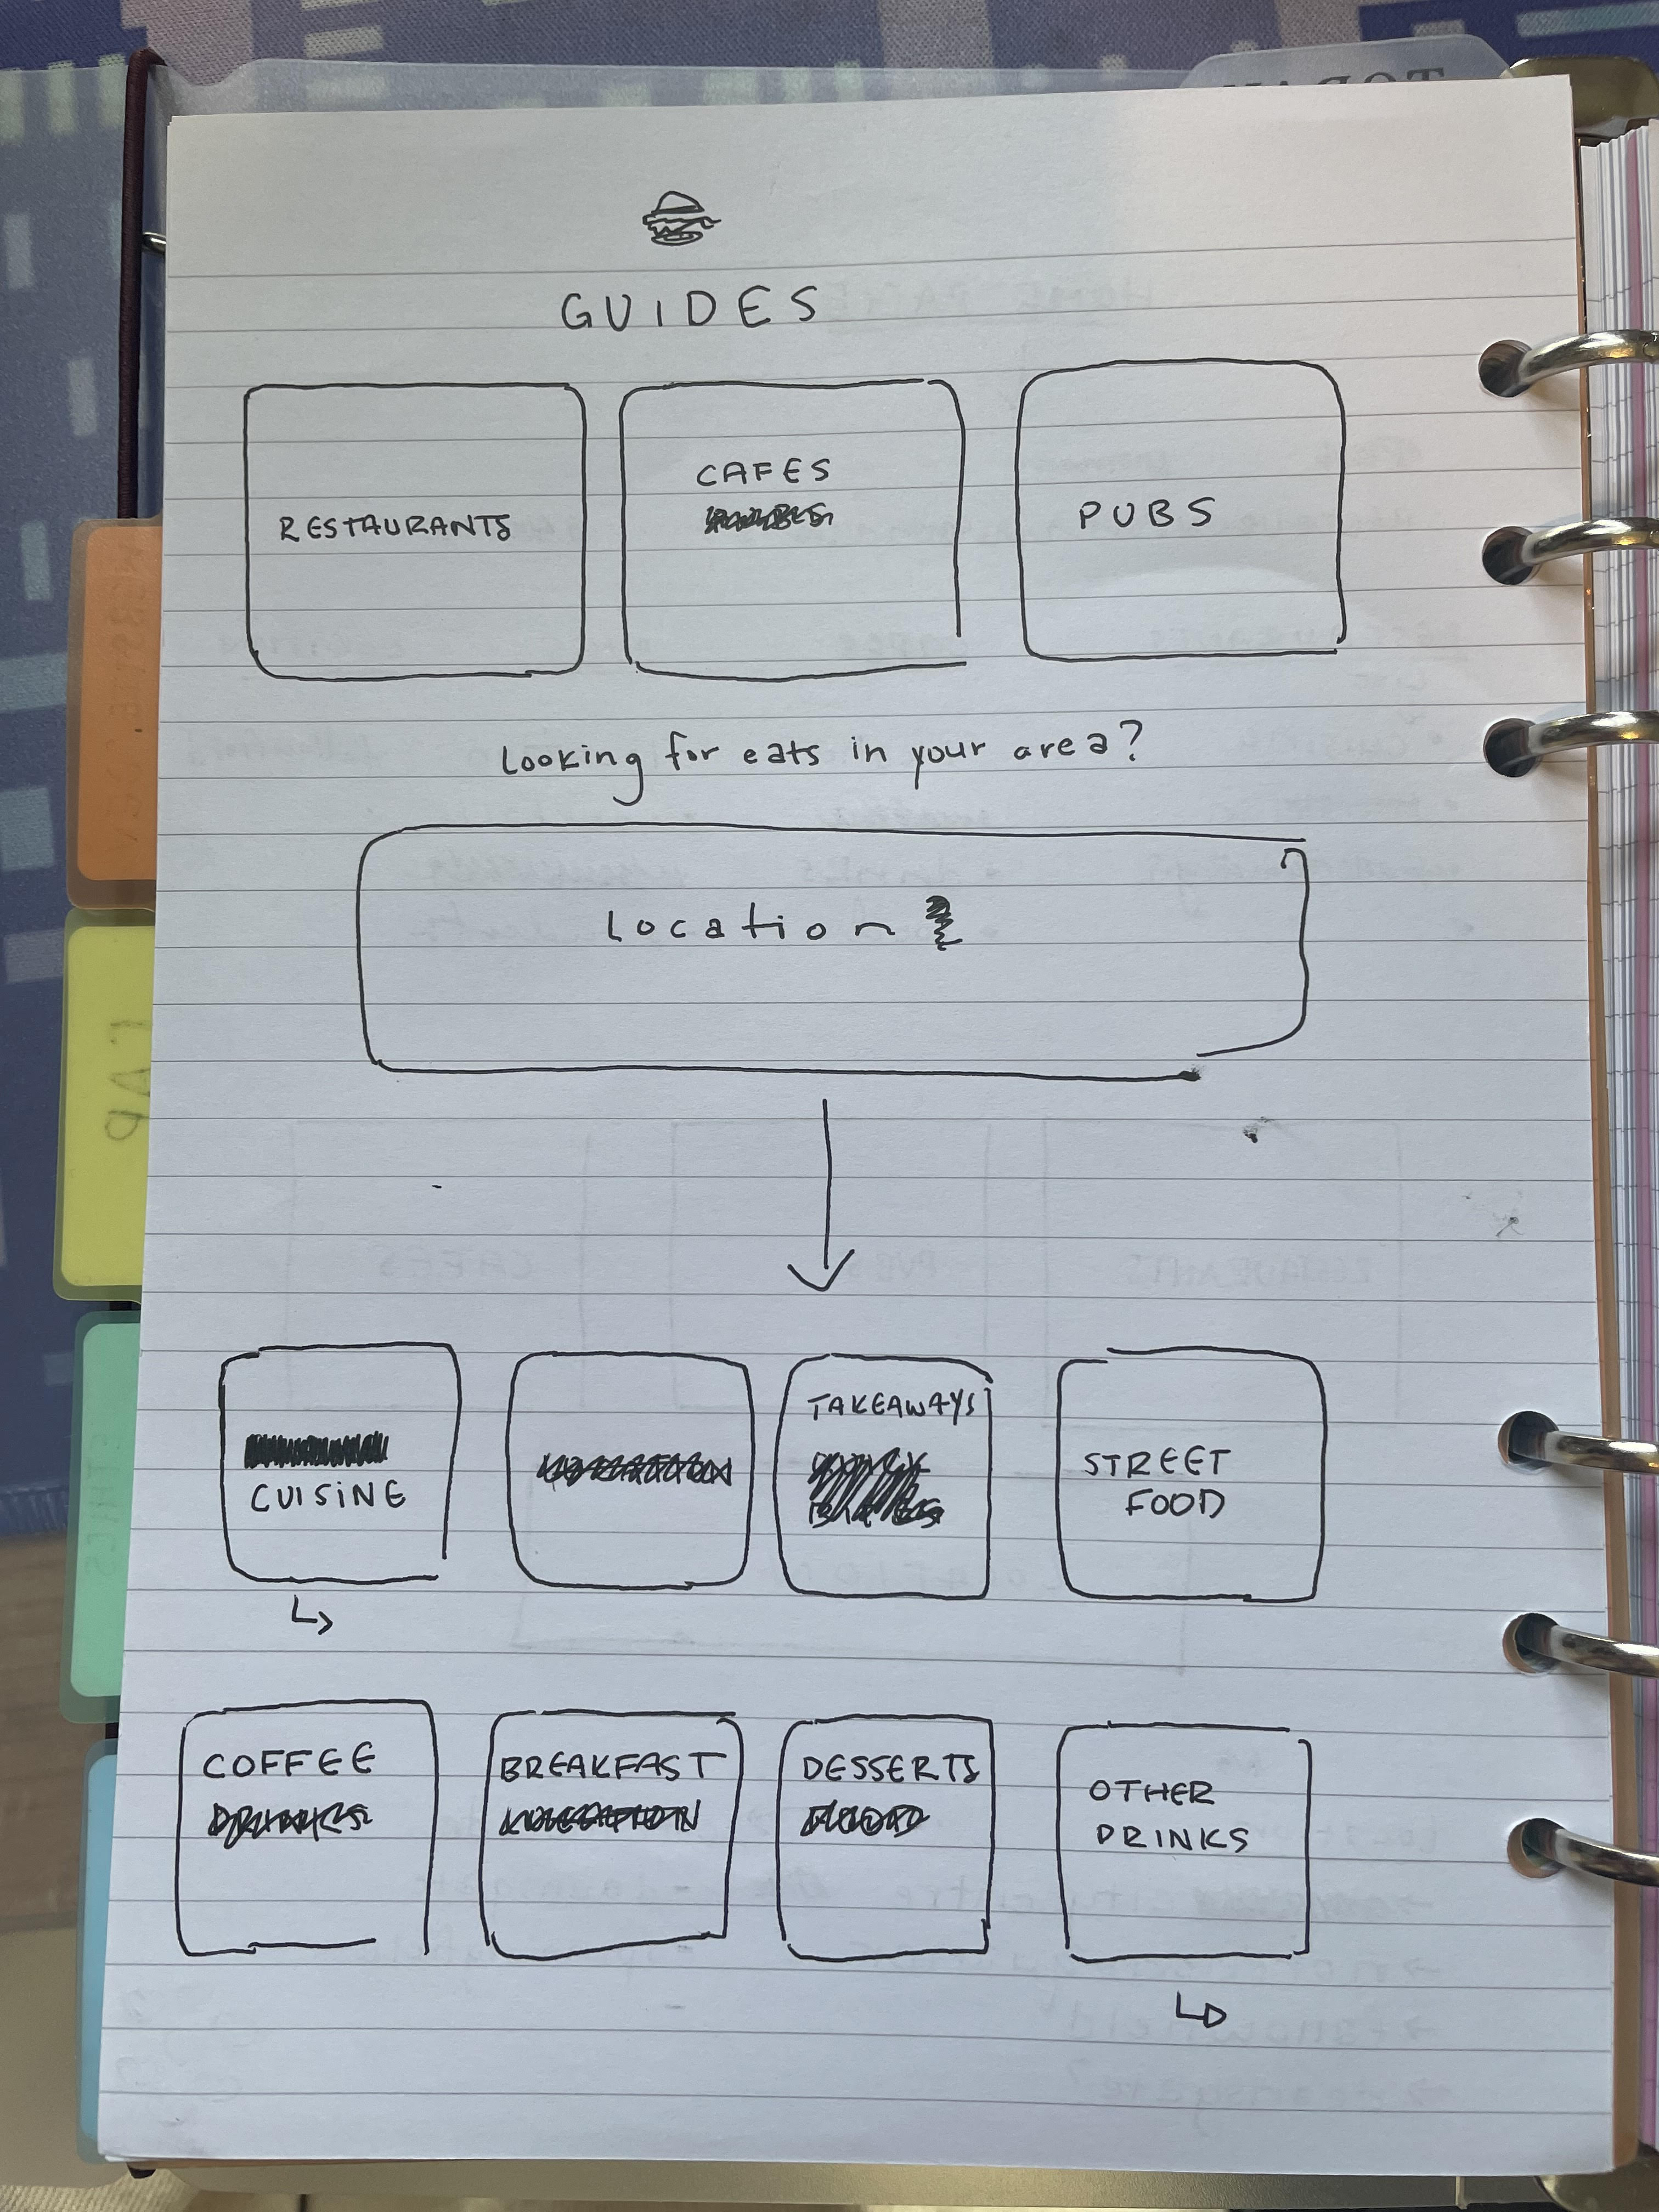 GUIDES
RESTAURANTS
CAFES
PUBS
Looking for eats in your area?
Location
CUISINE
TAKEAWAYS
STREET
FOOD
COFFEE
BREAKFAST
DESSERTS
OTHER
DRINKS